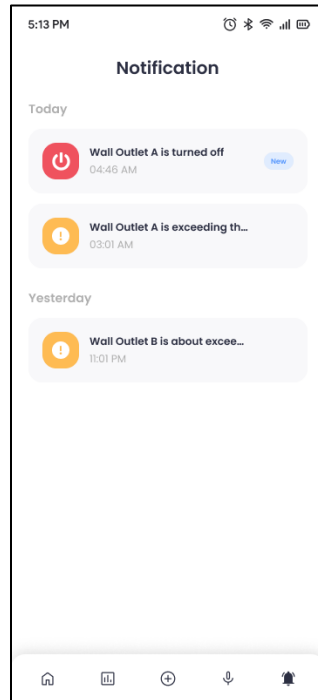 5:13 PM
Notification
Today
Wall Outlet A is turned off
04:46 AM
New
Wall Outlet A is exceeding th...
03:01 AM
Yesterday
Wall Outlet B is about excee...
11:01 PM